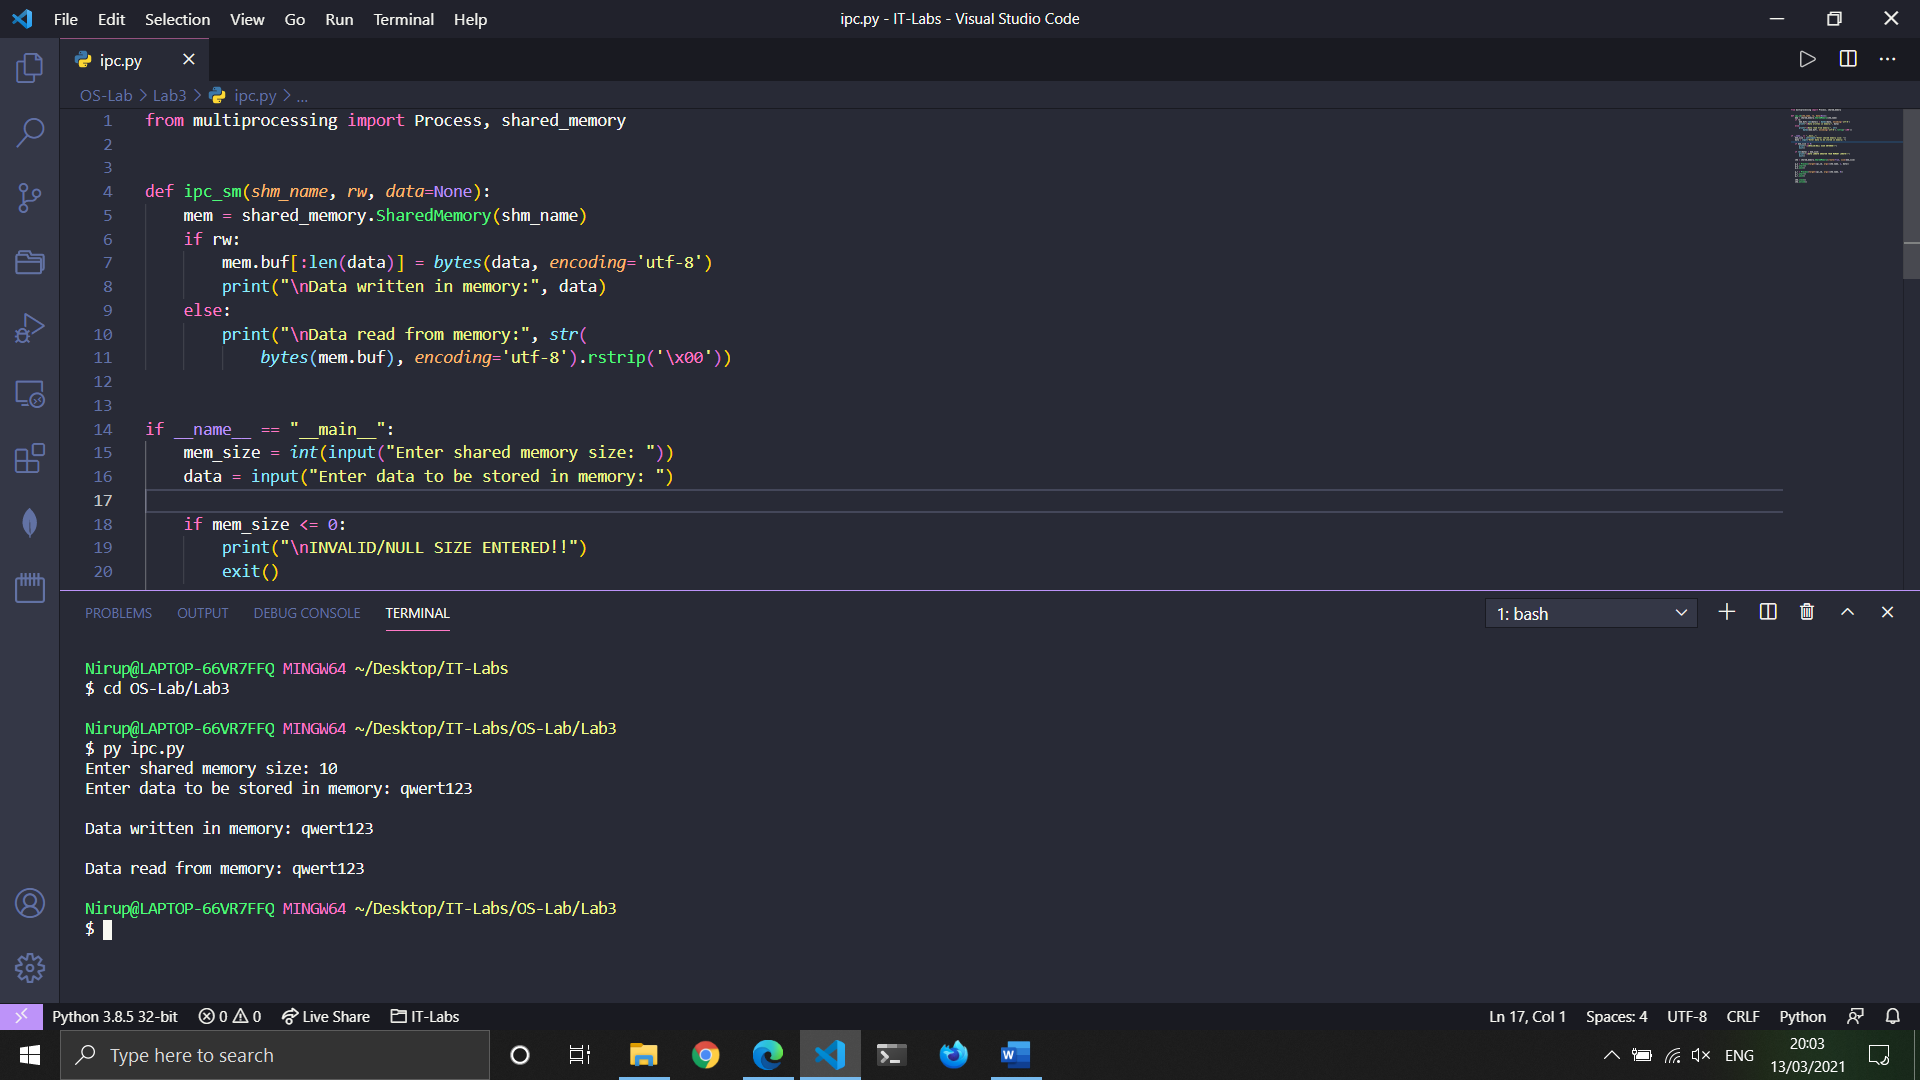 File Edit Selection View Go Run Terminal Help
ipc.py - IT-Labs - Visual Studio Code
ipc.py
OS-Lab > Lab3 > ipc.py > ...
1 from multiprocessing import Process, shared_memory
2
3
4 def ipc_sm(shm_name, rw, data=None):
5     mem = shared_memory.SharedMemory(shm_name)
6     if rw:
7         mem.buf[:len(data)] = bytes(data, encoding='utf-8')
8         print("\nData written in memory:", data)
9     else:
10         print("\nData read from memory:", str(
11             bytes(mem.buf), encoding='utf-8').rstrip('\x00'))
12
13
14 if __name__ == "__main__":
15     mem_size = int(input("Enter shared memory size: "))
16     data = input("Enter data to be stored in memory: ")
17
18     if mem_size <= 0:
19         print("\nINVALID/NULL SIZE ENTERED!!")
20         exit()
PROBLEMS OUTPUT DEBUG CONSOLE TERMINAL
1: bash
Nirup@LAPTOP-66VR7FFQ MINGW64 ~/Desktop/IT-Labs
$ cd OS-Lab/Lab3
Nirup@LAPTOP-66VR7FFQ MINGW64 ~/Desktop/IT-Labs/OS-Lab/Lab3
$ py ipc.py
Enter shared memory size: 10
Enter data to be stored in memory: qwert123
Data written in memory: qwert123
Data read from memory: qwert123
Nirup@LAPTOP-66VR7FFQ MINGW64 ~/Desktop/IT-Labs/OS-Lab/Lab3
$
Python 3.8.5 32-bit 0 0 Live Share IT-Labs
Ln 17, Col 1 Spaces: 4 UTF-8 CRLF Python
Type here to search
ENG
20:03
13/03/2021